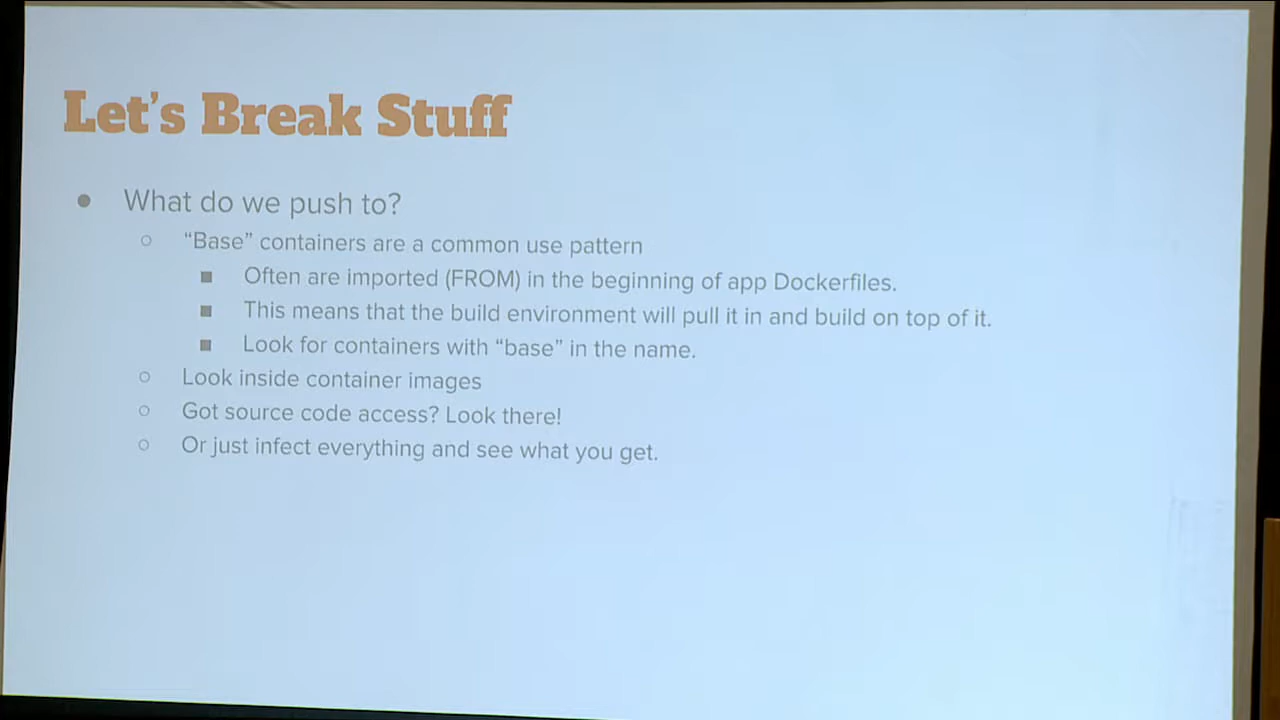 Let's Break Stuff
What do we push to?
“Base” containers are a common use pattern
Often are imported (FROM) in the beginning of app Dockerfiles.
This means that the build environment will pull it in and build on top of it.
Look for containers with “base” in the name.
Look inside container images
Got source code access? Look there!
Or just infect everything and see what you get.